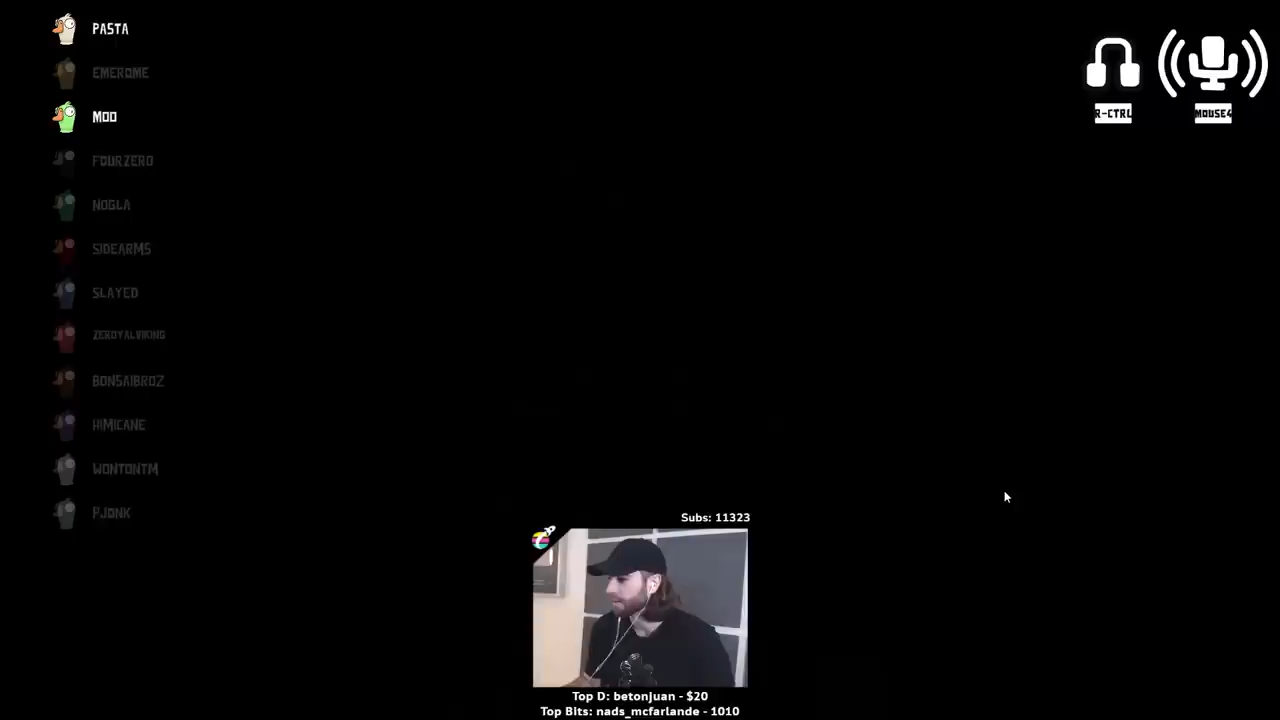 PASTA
EMEROME
MOO
FOURZERO
NOGLA
SIDEARMS
SLAYED
ZEROYALVIKING
BONSAIBROZ
HIMICANE
WONTONTM
PJONK
R-CTRL
MOUSE4
Subs: 11323
Top D: betonjuan - $20
Top Bits: nads_mcfarlande - 1010